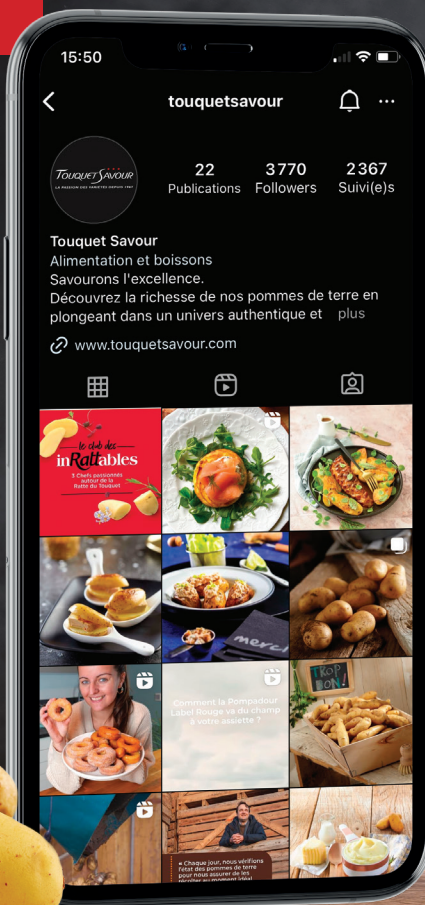 15:50
touquetsavour
TOUQUET SAVOUR
LA PASSION DES VARIÉTÉS DEPUIS 1987
22
Publications
3770
Followers
2367
Suivi(e)s
Touquet Savour
Alimentation et boissons
Savourons l'excellence.
Découvrez la richesse de nos pommes de terre en
plongeant dans un univers authentique et plus
www.touquetsavour.com
le club des
inRattables
3 Chefs passionnés
autour de la
Ratte du Touquet
merci
Comment la Pompadour
Label Rouge va du champ
à votre assiette ?
TROP
BON!
« Chaque jour, nous vérifions
l'état des pommes de terre
pour nous assurer de les
récolter au moment idéal